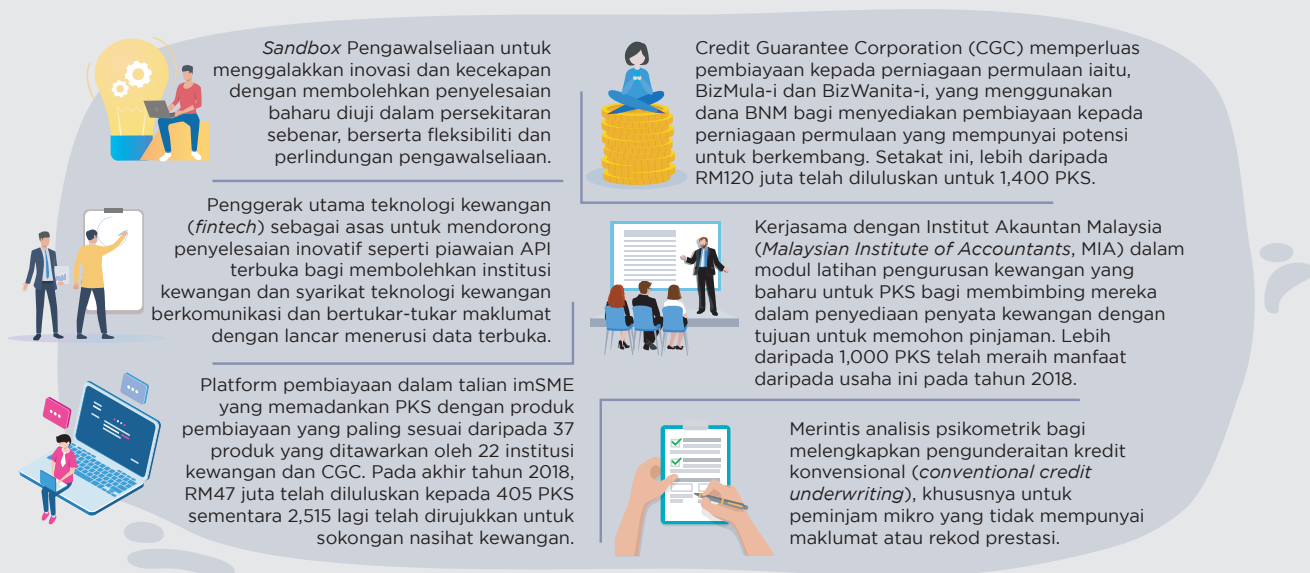 Sandbox Pengawalseliaan untuk
menggalakkan inovasi dan kecekapan
dengan membolehkan penyelesaian
baharu diuji dalam persekitaran
sebenar, berserta fleksibiliti dan
perlindungan pengawalseliaan.
Penggerak utama teknologi kewangan
(fintech) sebagai asas untuk mendorong
penyelesaian inovatif seperti piawaian API
terbuka bagi membolehkan institusi
kewangan dan syarikat teknologi kewangan
berkomunikasi dan bertukar-tukar maklumat
dengan lancar menerusi data terbuka.
Platform pembiayaan dalam talian imSME
yang memadankan PKS dengan produk
pembiayaan yang paling sesuai daripada 37
produk yang ditawarkan oleh 22 institusi
kewangan dan CGC. Pada akhir tahun 2018,
RM47 juta telah diluluskan kepada 405 PKS
sementara 2,515 lagi telah dirujukkan untuk
sokongan nasihat kewangan.
Credit Guarantee Corporation (CGC) memperluas
pembiayaan kepada perniagaan permulaan iaitu,
BizMula-i dan BizWanita-i, yang menggunakan
dana BNM bagi menyediakan pembiayaan kepada
perniagaan permulaan yang mempunyai potensi
untuk berkembang. Setakat ini, lebih daripada
RM120 juta telah diluluskan untuk 1,400 PKS.
Kerjasama dengan Institut Akauntan Malaysia
(Malaysian Institute of Accountants, MIA) dalam
modul latihan pengurusan kewangan yang
baharu untuk PKS bagi membimbing mereka
dalam penyediaan penyata kewangan dengan
tujuan untuk memohon pinjaman. Lebih
daripada 1,000 PKS telah meraih manfaat
daripada usaha ini pada tahun 2018.
Merintis analisis psikometrik bagi
melengkapkan pengunderaitan kredit
konvensional (conventional credit
underwriting), khususnya untuk
peminjam mikro yang tidak mempunyai
maklumat atau rekod prestasi.